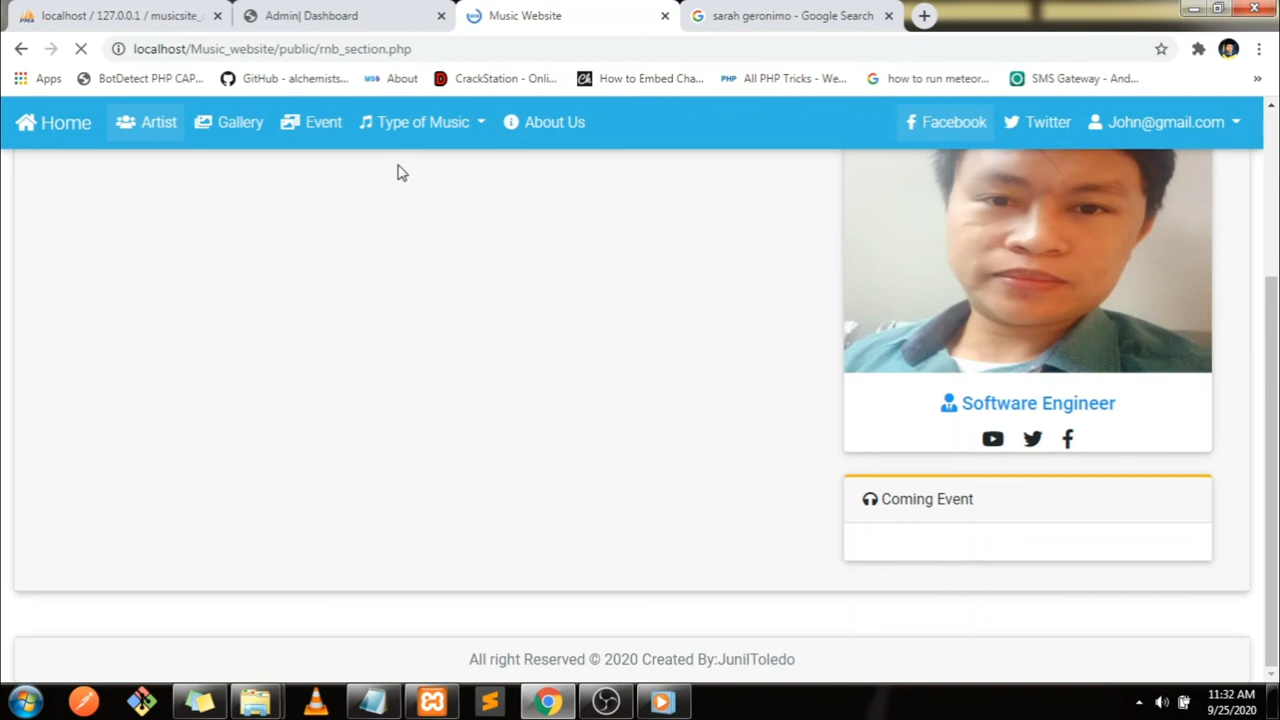 localhost / 127.0.0.1 / musicsite_
Admin| Dashboard
Music Website
sarah geronimo - Google Search
localhost/Music_website/public/rnb_section.php
Apps
BotDetect PHP CAP...
GitHub - alchemists...
MDB About
CrackStation - Onli...
How to Embed Cha...
PHP All PHP Tricks - We...
how to run meteor...
SMS Gateway - And...
»
Home
Artist
Gallery
Event
Type of Music
About Us
Facebook
Twitter
John@gmail.com
Software Engineer
Coming Event
All right Reserved © 2020 Created By:JunilToledo
11:32 AM
9/25/2020